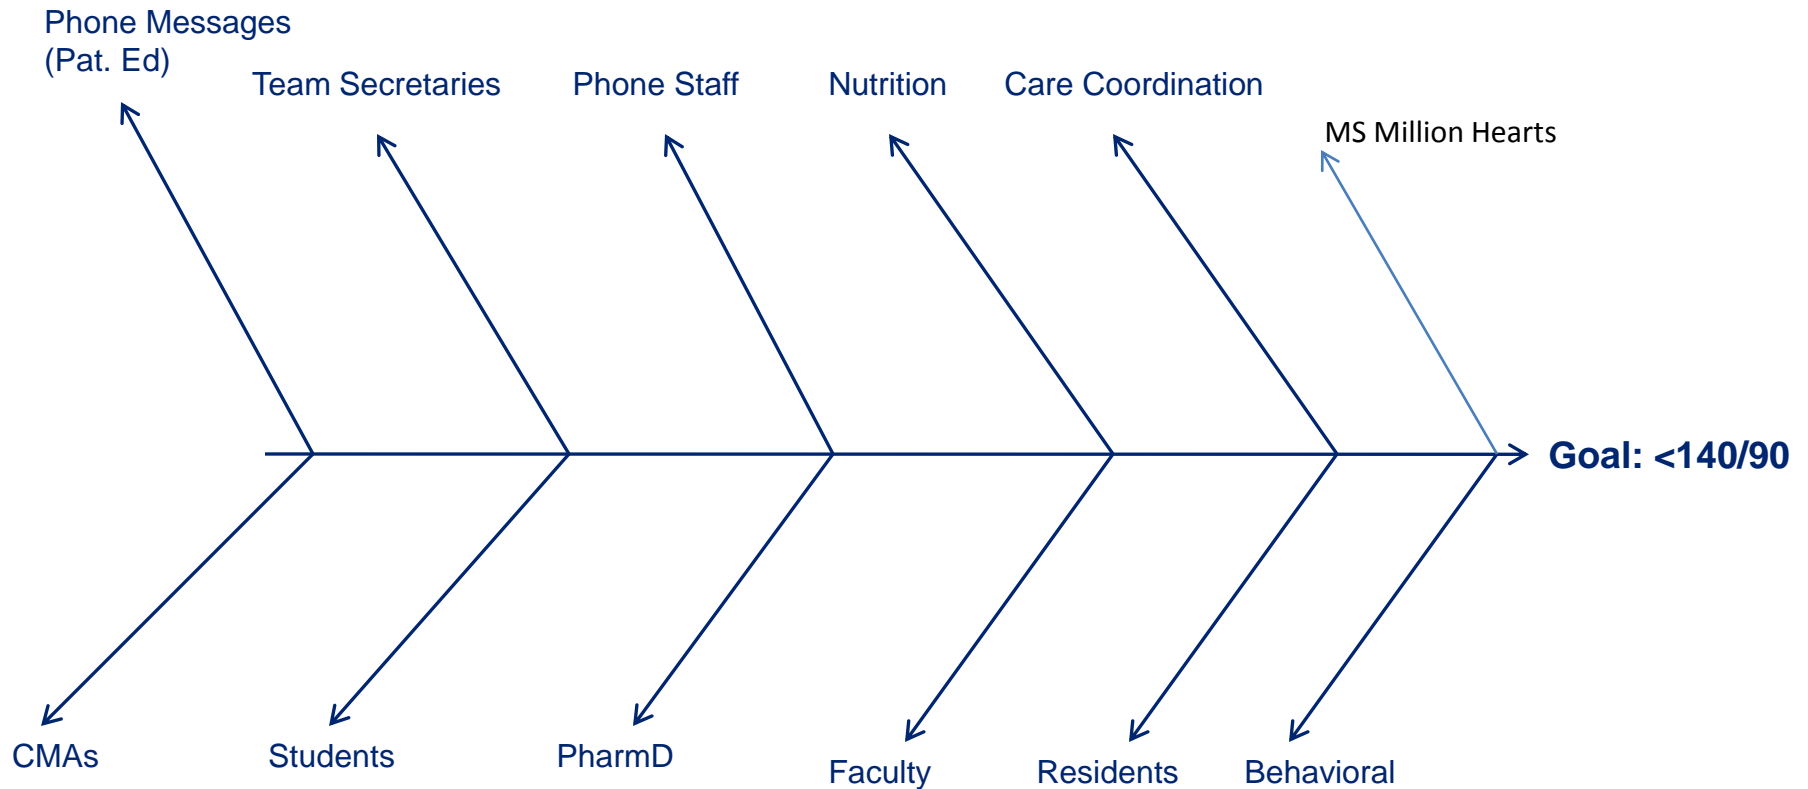 Phone Messages
(Pat. Ed)
Team Secretaries
Phone Staff
Nutrition
Care Coordination
MS Million Hearts
Goal: <140/90
CMAs
Students
PharmD
Faculty
Residents
Behavioral